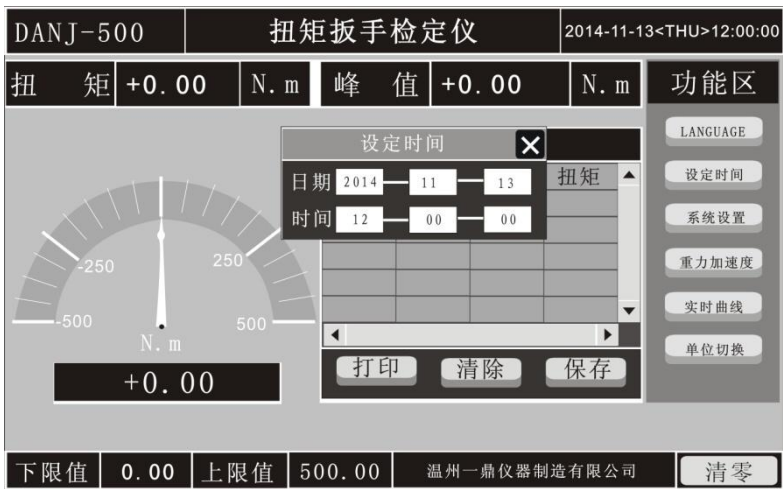 DANJ-500 扭矩扳手检定仪 2014-11-13<THU>12:00:00
扭 矩 +0.00 N.m 峰 值 +0.00 N.m 功能区
LANGUAGE
设定时间
日期 2014 11 13 扭矩
设定时间
时间 12 00 00
系统设置
-250 250
重力加速度
-500 500
实时曲线
N.m
单位切换
打印 清除 保存
+0.00
下限值 0.00 上限值 500.00 温州一鼎仪器制造有限公司 清零